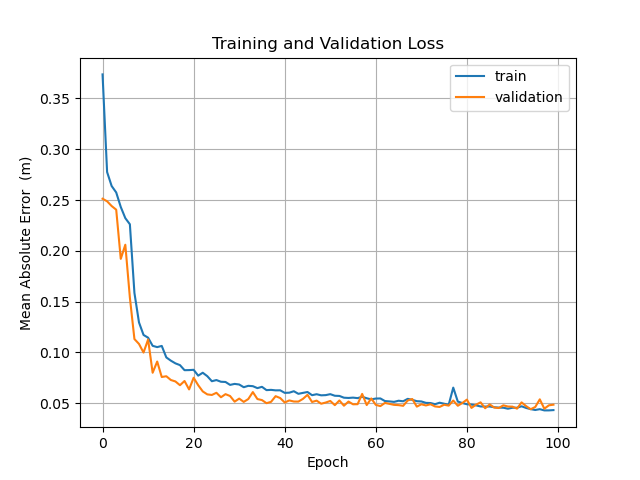 Training and Validation Loss
train
validation
0.35
0.30
0.25
0.20
0.15
0.10
0.05
Mean Absolute Error (m)
0
20
40
60
80
100
Epoch